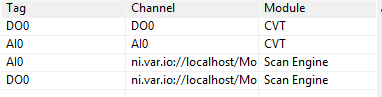 Tag Channel Module
DO0 DO0 CVT
AI0 AI0 CVT
AI0 ni.var.io://localhost/Mo Scan Engine
DO0 ni.var.io://localhost/Mo Scan Engine